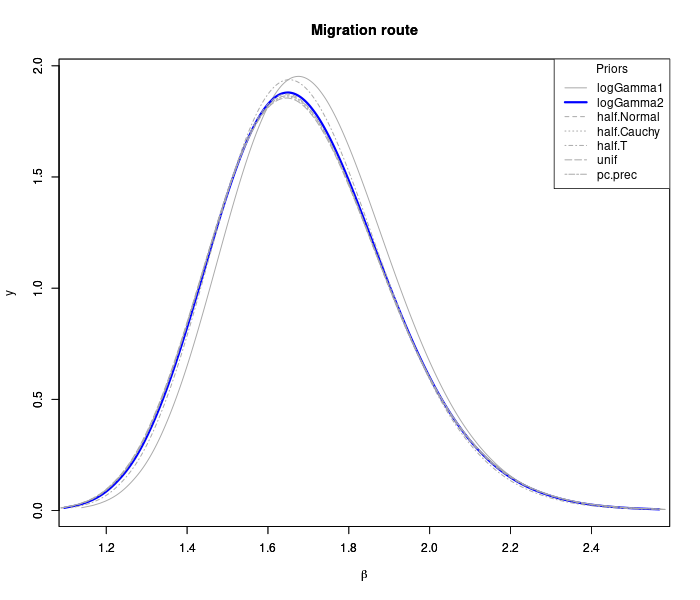 Migration route
Priors
logGamma1
logGamma2
half.Normal
half.Cauchy
half.T
unif
pc.prec
y
0.0
0.5
1.0
1.5
2.0
1.2
1.4
1.6
1.8
2.0
2.2
2.4
β